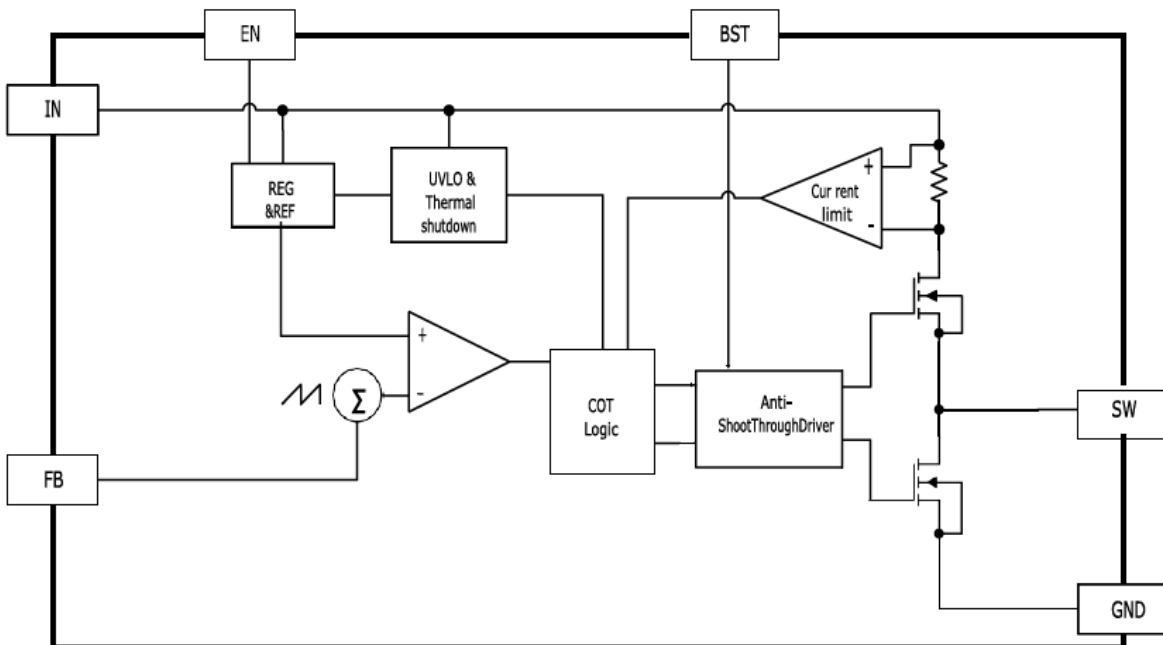 EN
BST
IN
REG
&REF
UVLO &
Thermal
shutdown
+
Cur rent
limit
-
+
-
Σ
COT
Logic
Anti-
ShootThroughDriver
SW
FB
GND